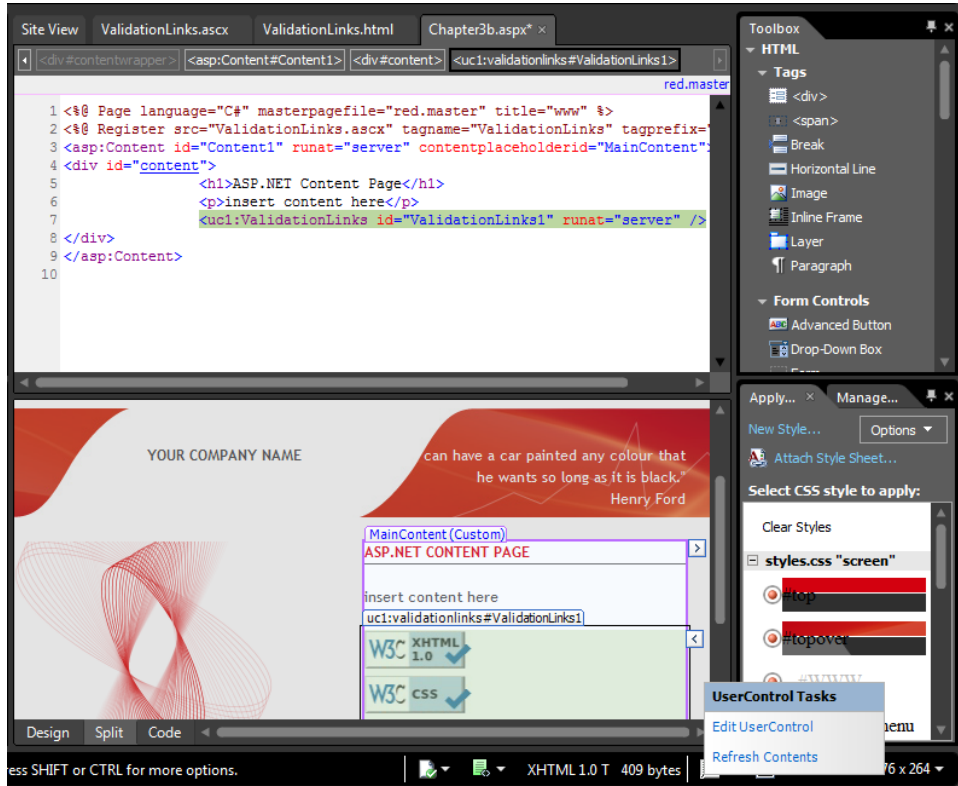 Site View ValidationLinks.ascx ValidationLinks.html Chapter3b.aspx* ×
<div#contentwrapper> <asp:Content#Content1> <div#content> <uc1:validationlinks#ValidationLinks1>
red.master
1 <%@ Page language="C#" masterpagefile="red.master" title="www" %>
2 <%@ Register src="ValidationLinks.ascx" tagname="ValidationLinks" tagprefix="
3 <asp:Content id="Content1" runat="server" contentplaceholderid="MainContent">
4 <div id="content">
5 <h1>ASP.NET Content Page</h1>
6 <p>insert content here</p>
7 <uc1:ValidationLinks id="ValidationLinks1" runat="server" />
8 </div>
9 </asp:Content>
10
YOUR COMPANY NAME
can have a car painted any colour that
he wants so long as it is black."
Henry Ford
MainContent (Custom)
ASP.NET CONTENT PAGE
insert content here
uc1:validationlinks#ValidationLinks1
W3C XHTML 1.0
W3C css
Design Split Code
ress SHIFT or CTRL for more options.
XHTML 1.0 T 409 bytes
76 x 264
Toolbox
HTML
Tags
<div>
<span>
Break
Horizontal Line
Image
Inline Frame
Layer
Paragraph
Form Controls
Advanced Button
Drop-Down Box
Apply... × Manage...
New Style... Options
Attach Style Sheet...
Select CSS style to apply:
Clear Styles
styles.css "screen"
#top
#topover
#WWW
enu
UserControl Tasks
Edit UserControl
Refresh Contents